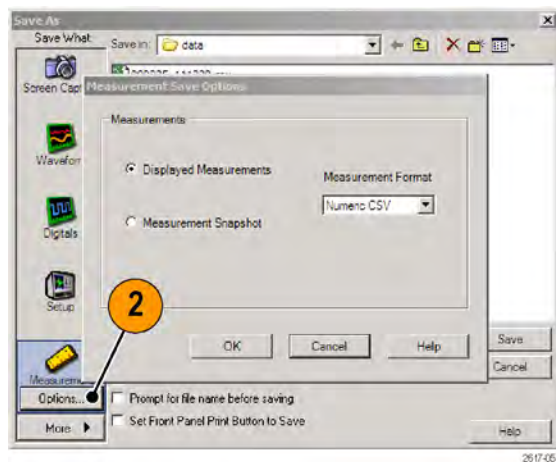 Save As
Save What:
Save in: data
Screen Capt
Measurement Save Options
Measurements
Wavefor
Displayed Measurements
Measurement Format
Numeric CSV
Measurement Snapshot
Digitals
Setup
2
OK
Cancel
Help
Save
Measureme
Cancel
Options...
Prompt for file name before saving
Set Front Panel Print Button to Save
More
Help
2617-05